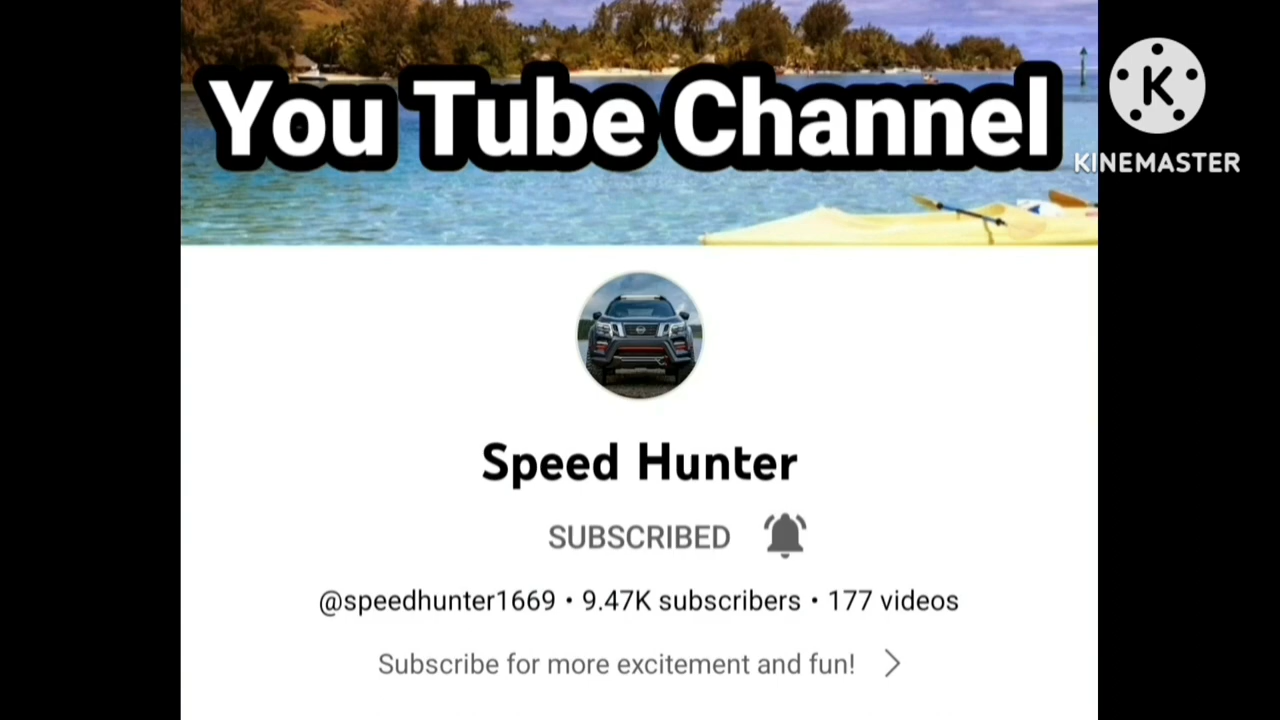 You Tube Channel
K
KINEMASTER
Speed Hunter
SUBSCRIBED
@speedhunter1669 • 9.47K subscribers • 177 videos
Subscribe for more excitement and fun!